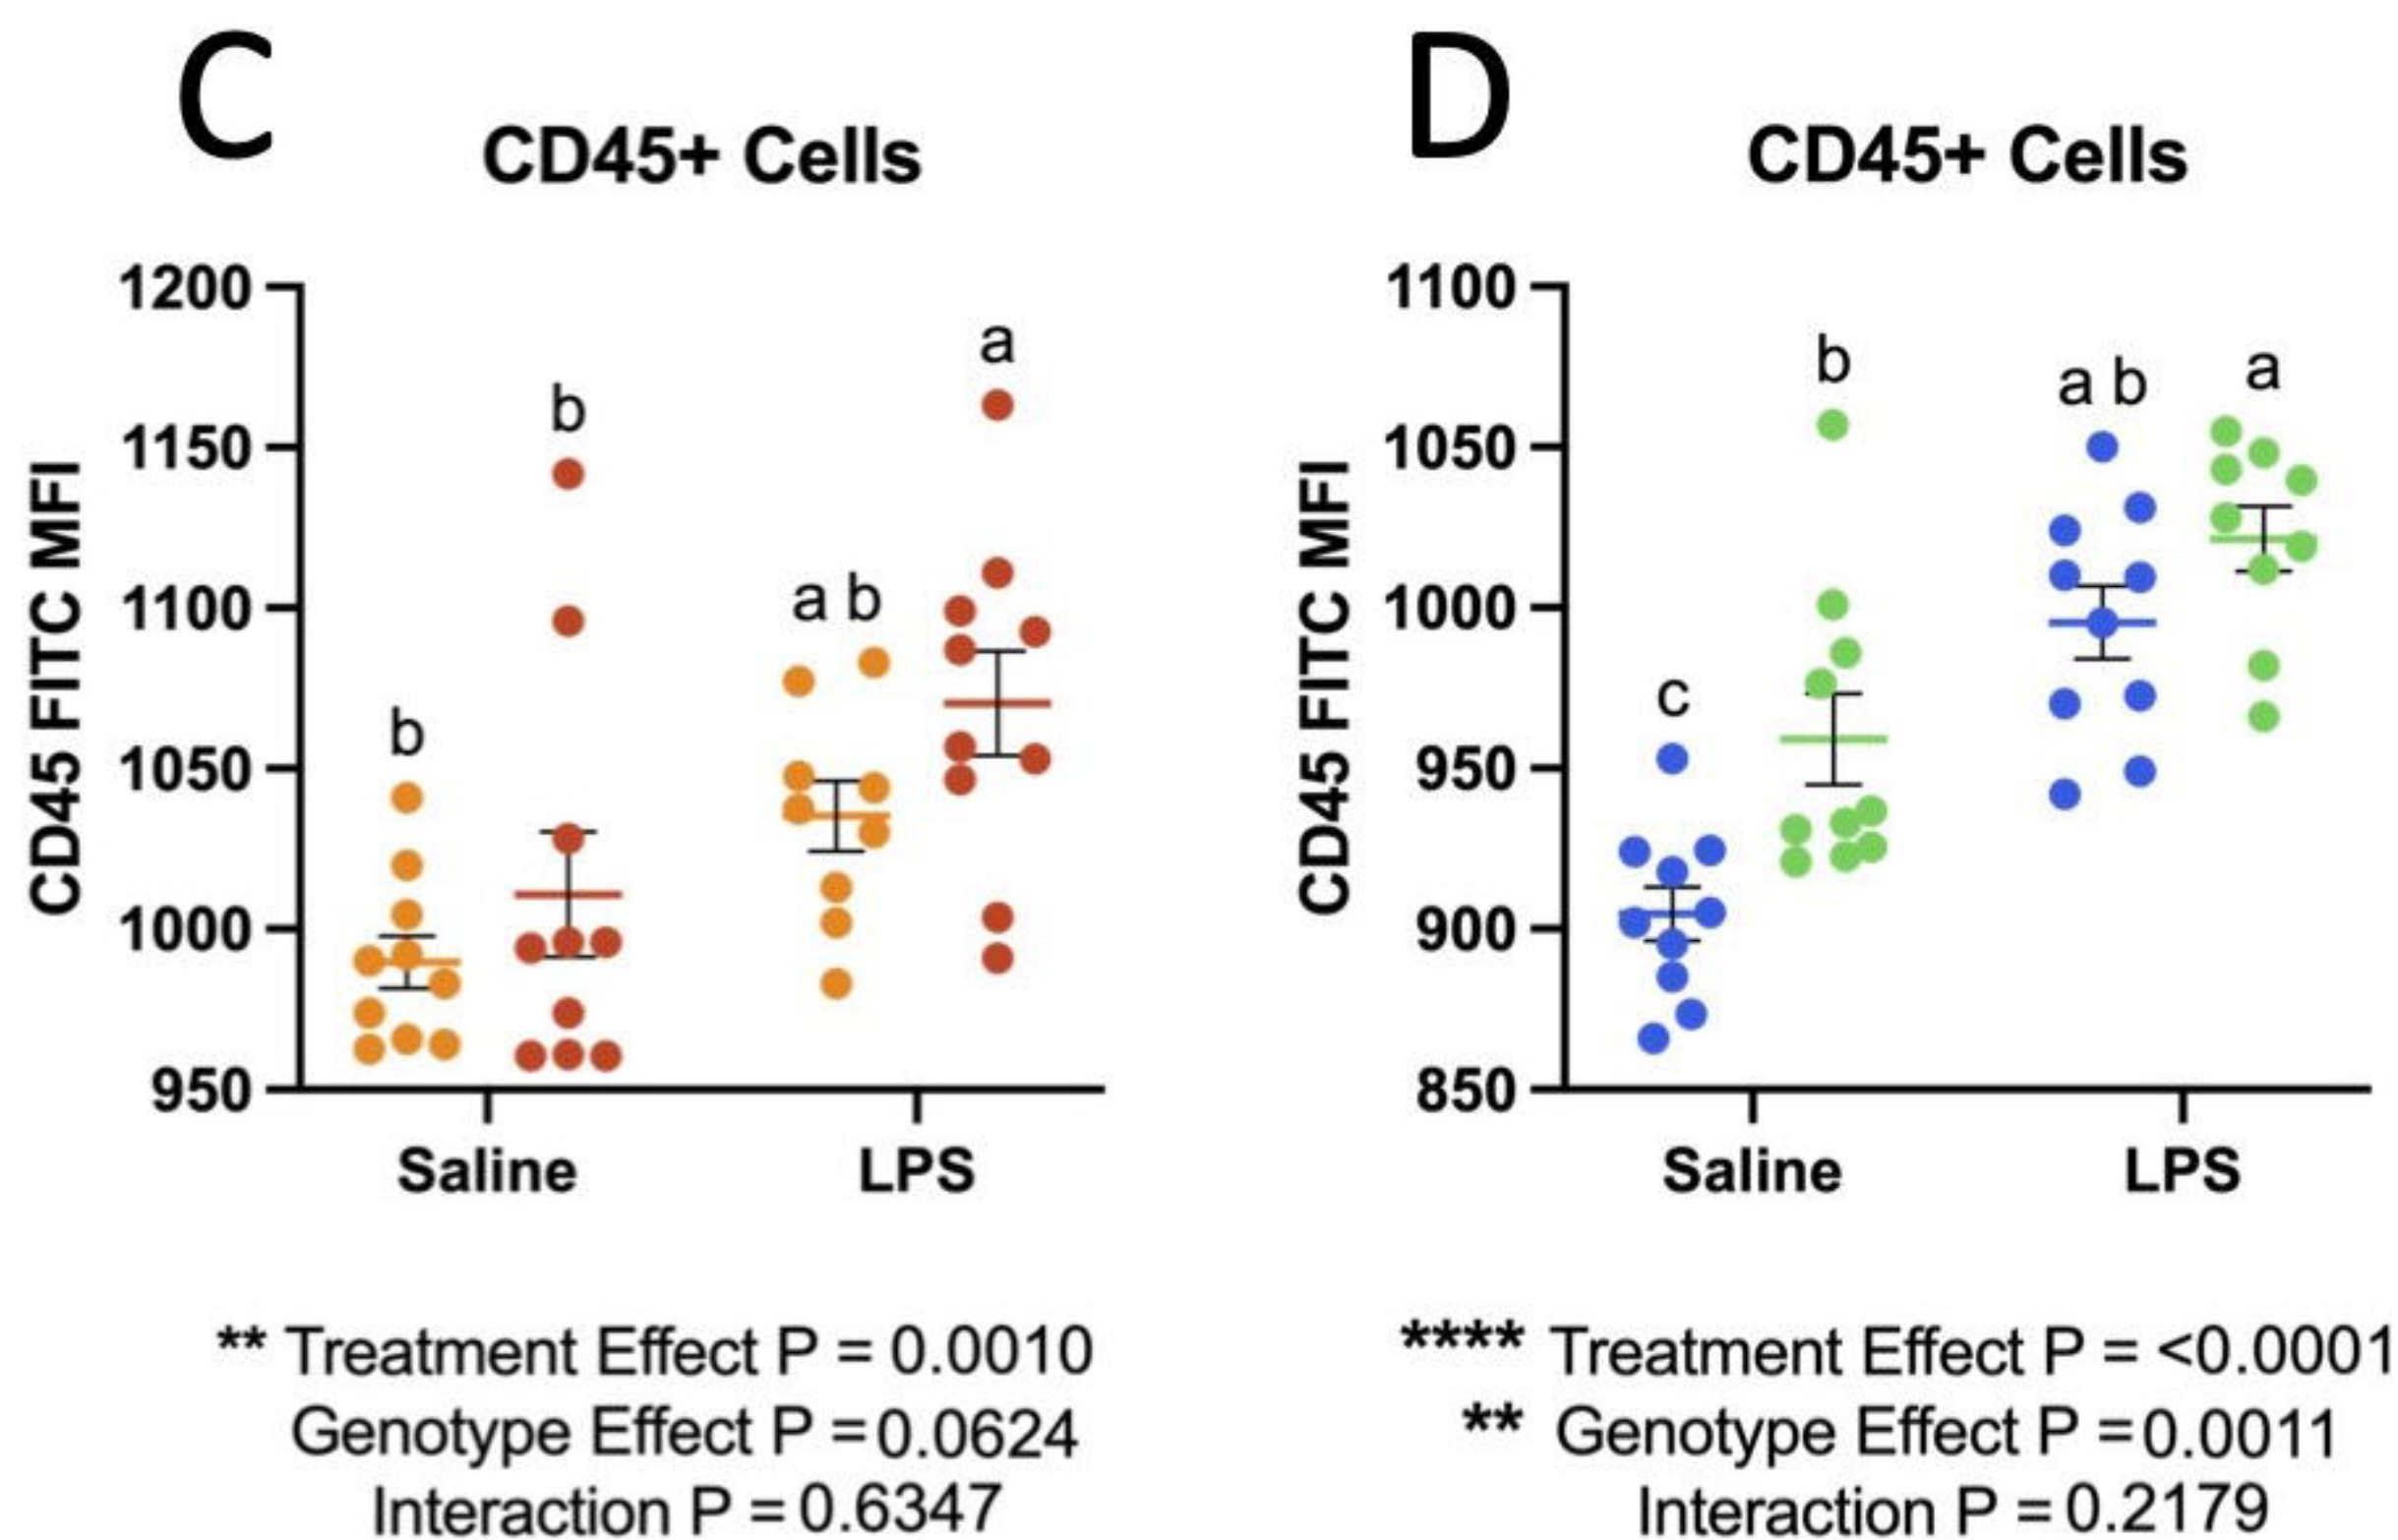 C
CD45+ Cells
CD45 FITC MFI
1200
1150
1100
1050
1000
950
b
b
a b
a
Saline
LPS
** Treatment Effect P = 0.0010
Genotype Effect P =0.0624
Interaction P =0.6347
D
CD45+ Cells
CD45 FITC MFI
1100
1050
1000
950
900
850
c
b
a b
a
Saline
LPS
**** Treatment Effect P = <0.0001
** Genotype Effect P =0.0011
Interaction P =0.2179